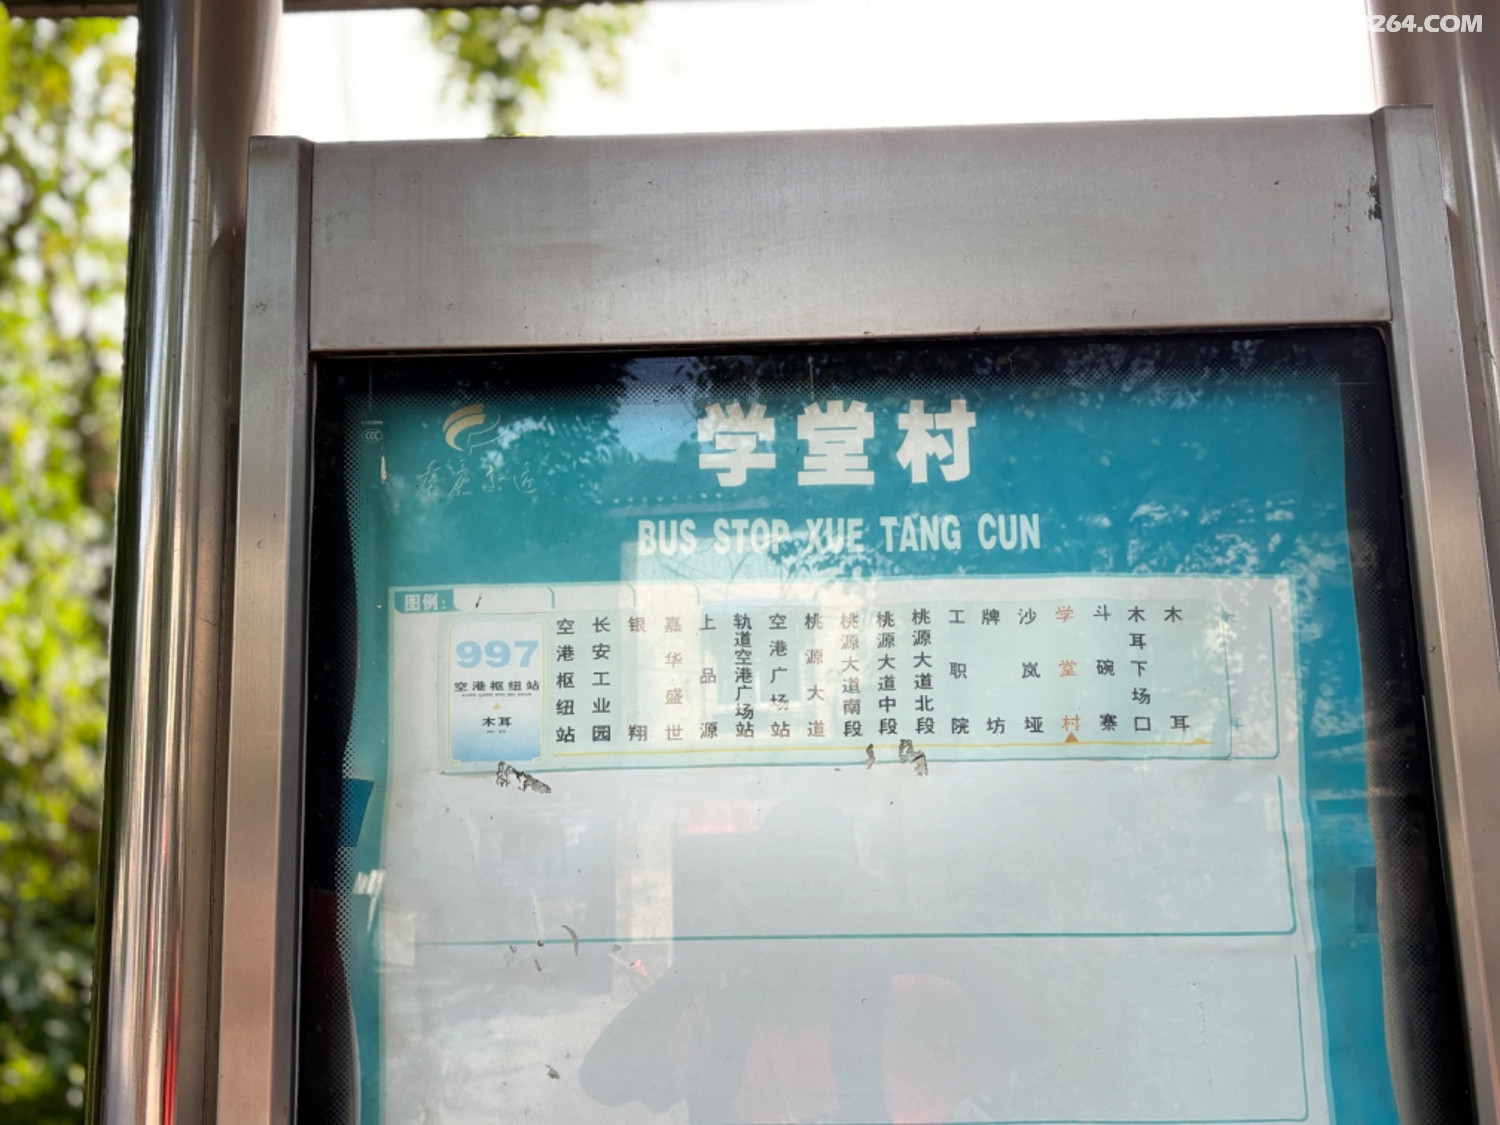 264.COM
学堂村
BUS STOP XUE TANG CUN
图例:
997
空港枢纽站
木耳
空港枢纽站
长安工业园
银翔
嘉华盛世
上品源
轨道空港广场站
空港广场站
桃源大道
桃源大道南段
桃源大道中段
桃源大道北段
工职院
牌坊
沙岚垭
学堂村
斗碗寨
木耳下场口
木耳